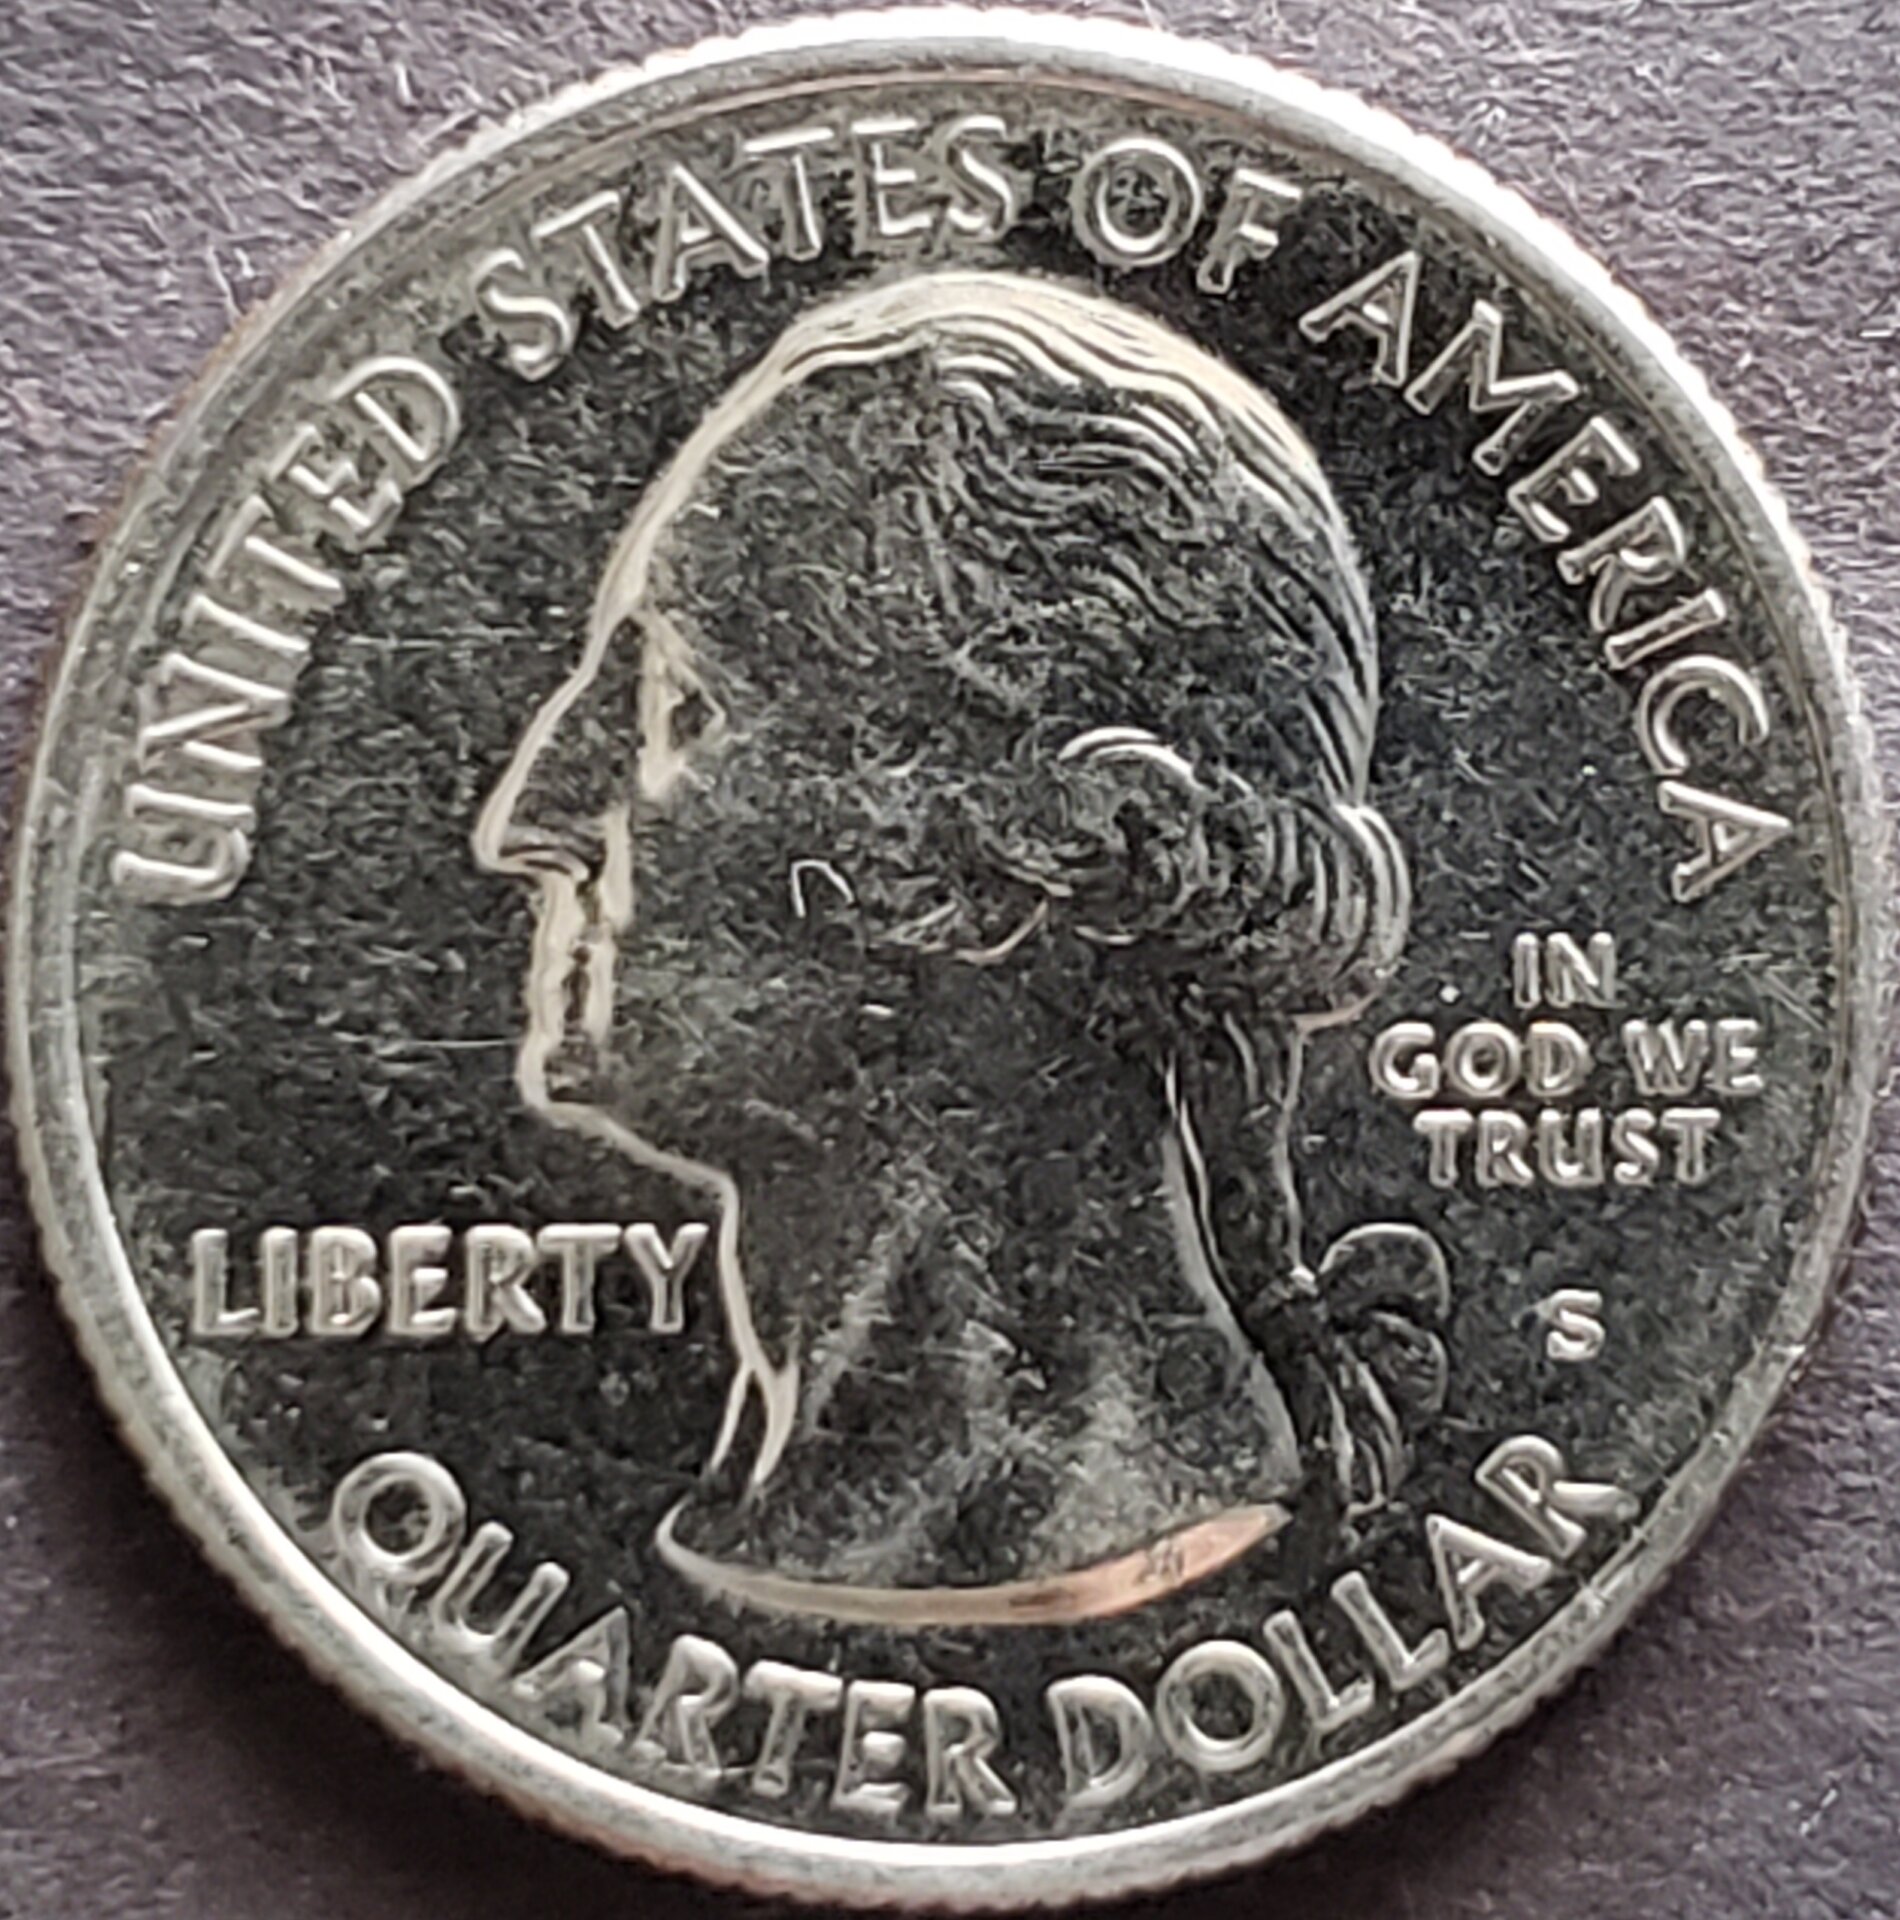 UNITED STATES OF AMERICA
IN
GOD WE
TRUST
LIBERTY
S
QUARTER DOLLAR